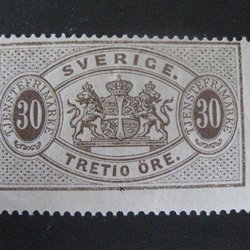 SVERIGE.
TJENSTEFRIMÄRKE
30
30
TJENSTEFRIMÄRKE
TRETIO ÖRE.